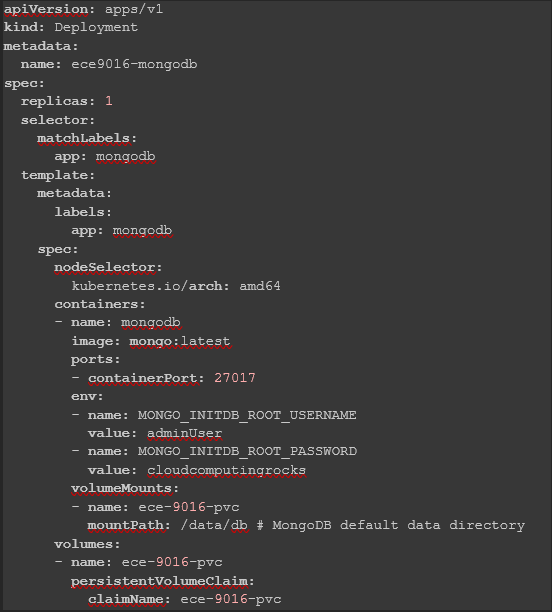 apiVersion: apps/v1
kind: Deployment
metadata:
  name: ece9016-mongodb
spec:
  replicas: 1
  selector:
    matchLabels:
      app: mongodb
  template:
    metadata:
      labels:
        app: mongodb
    spec:
      nodeSelector:
        kubernetes.io/arch: amd64
      containers:
      - name: mongodb
        image: mongo:latest
        ports:
        - containerPort: 27017
        env:
        - name: MONGO_INITDB_ROOT_USERNAME
          value: adminUser
        - name: MONGO_INITDB_ROOT_PASSWORD
          value: cloudcomputingrocks
        volumeMounts:
        - name: ece-9016-pvc
          mountPath: /data/db # MongoDB default data directory
      volumes:
      - name: ece-9016-pvc
        persistentVolumeClaim:
          claimName: ece-9016-pvc